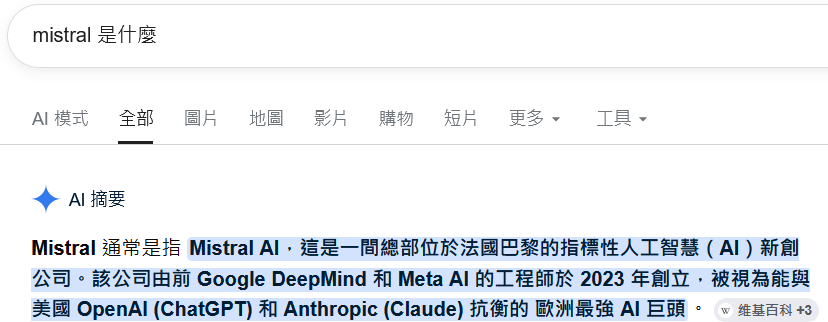 mistral 是什麼
AI 模式 全部 圖片 地圖 影片 購物 短片 更多 工具
AI 摘要
Mistral 通常是指 Mistral AI，這是一間總部位於法國巴黎的指標性人工智慧（AI）新創
公司。該公司由前 Google DeepMind 和 Meta AI 的工程師於 2023 年創立，被視為能與
美國 OpenAI (ChatGPT) 和 Anthropic (Claude) 抗衡的 歐洲最強 AI 巨頭 。 W 維基百科 +3